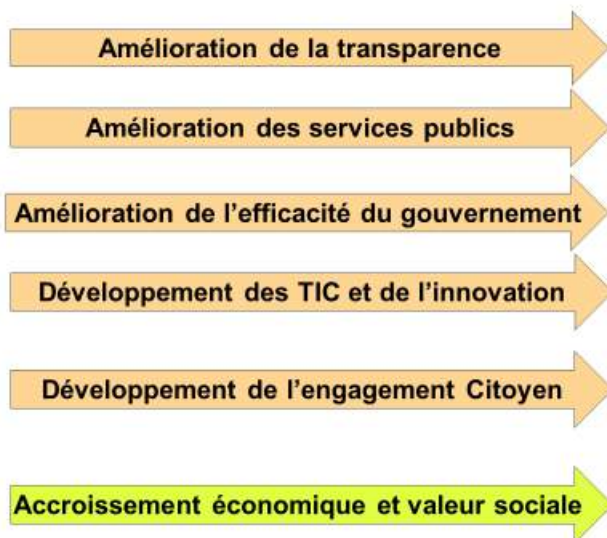 Amélioration de la transparence
Amélioration des services publics
Amélioration de l’efficacité du gouvernement
Développement des TIC et de l’innovation
Développement de l’engagement Citoyen
Accroissement économique et valeur sociale